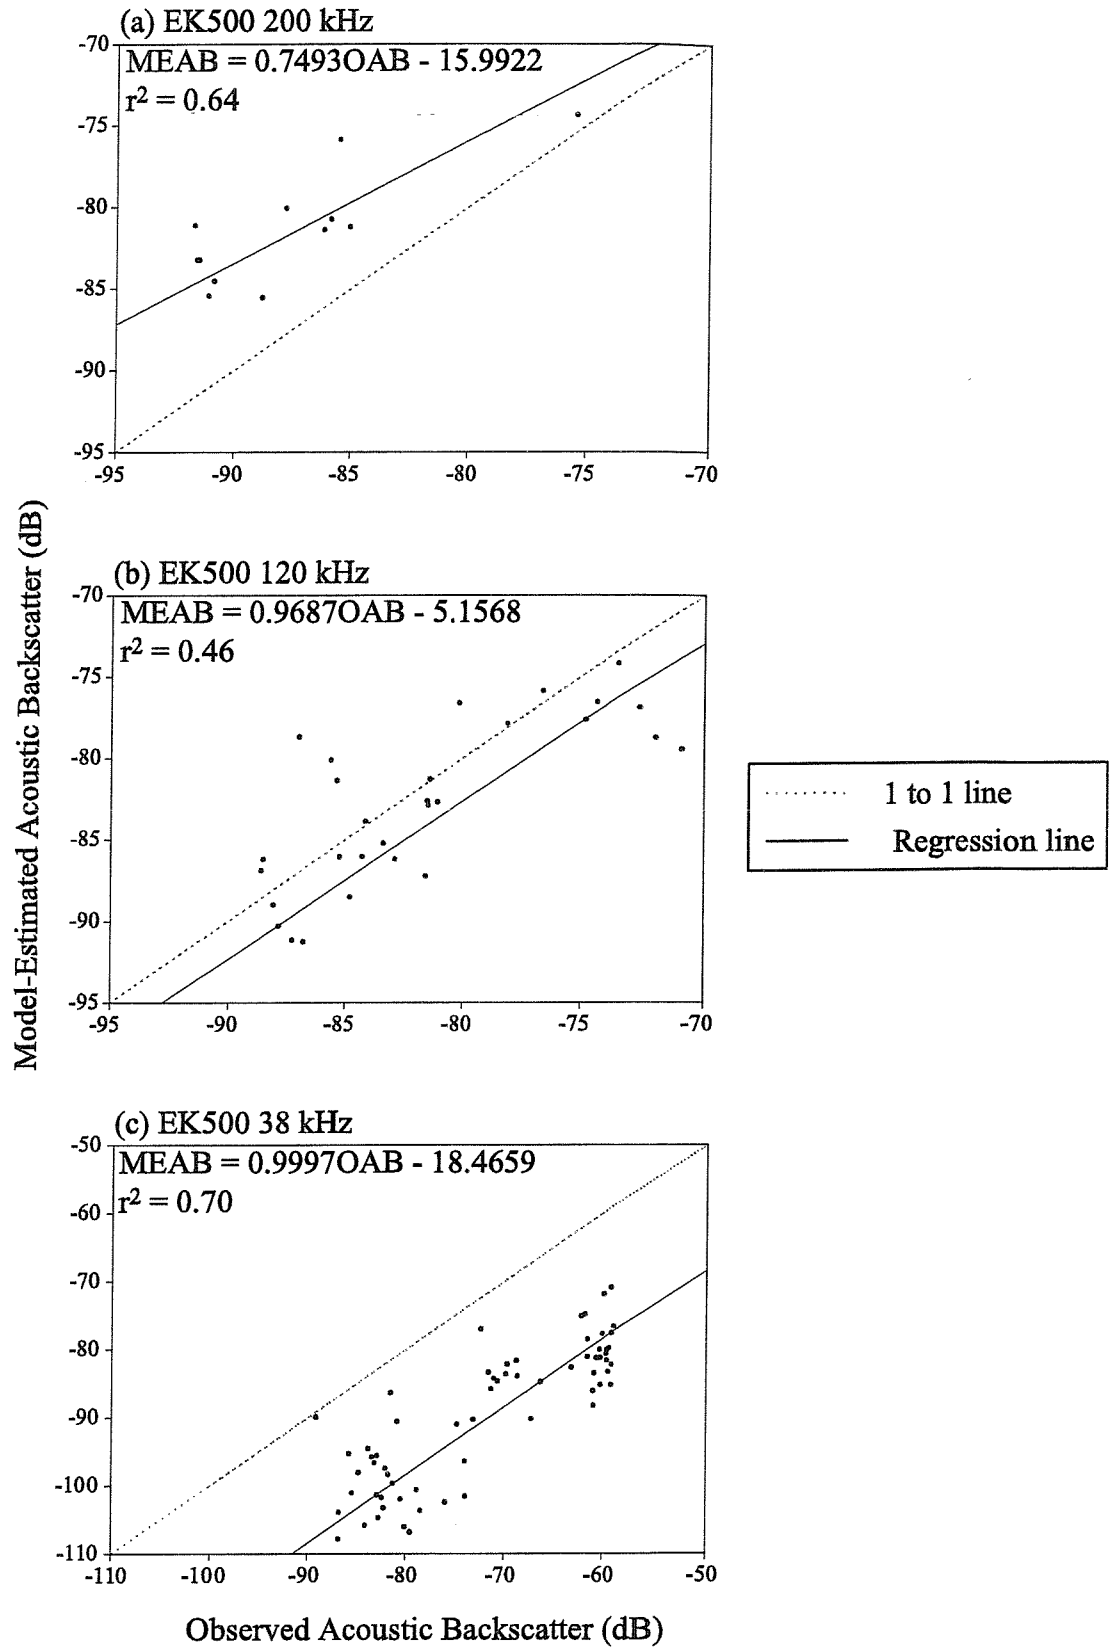 (a) EK500 200 kHz
MEAB = 0.7493OAB - 15.9922
r² = 0.64
-70
-75
-80
-85
-90
-95
-95 -90 -85 -80 -75 -70
(b) EK500 120 kHz
MEAB = 0.9687OAB - 5.1568
r² = 0.46
-70
-75
-80
-85
-90
-95
-95 -90 -85 -80 -75 -70
Model-Estimated Acoustic Backscatter (dB)
1 to 1 line
Regression line
(c) EK500 38 kHz
MEAB = 0.9997OAB - 18.4659
r² = 0.70
-50
-60
-70
-80
-90
-100
-110
-110 -100 -90 -80 -70 -60 -50
Observed Acoustic Backscatter (dB)